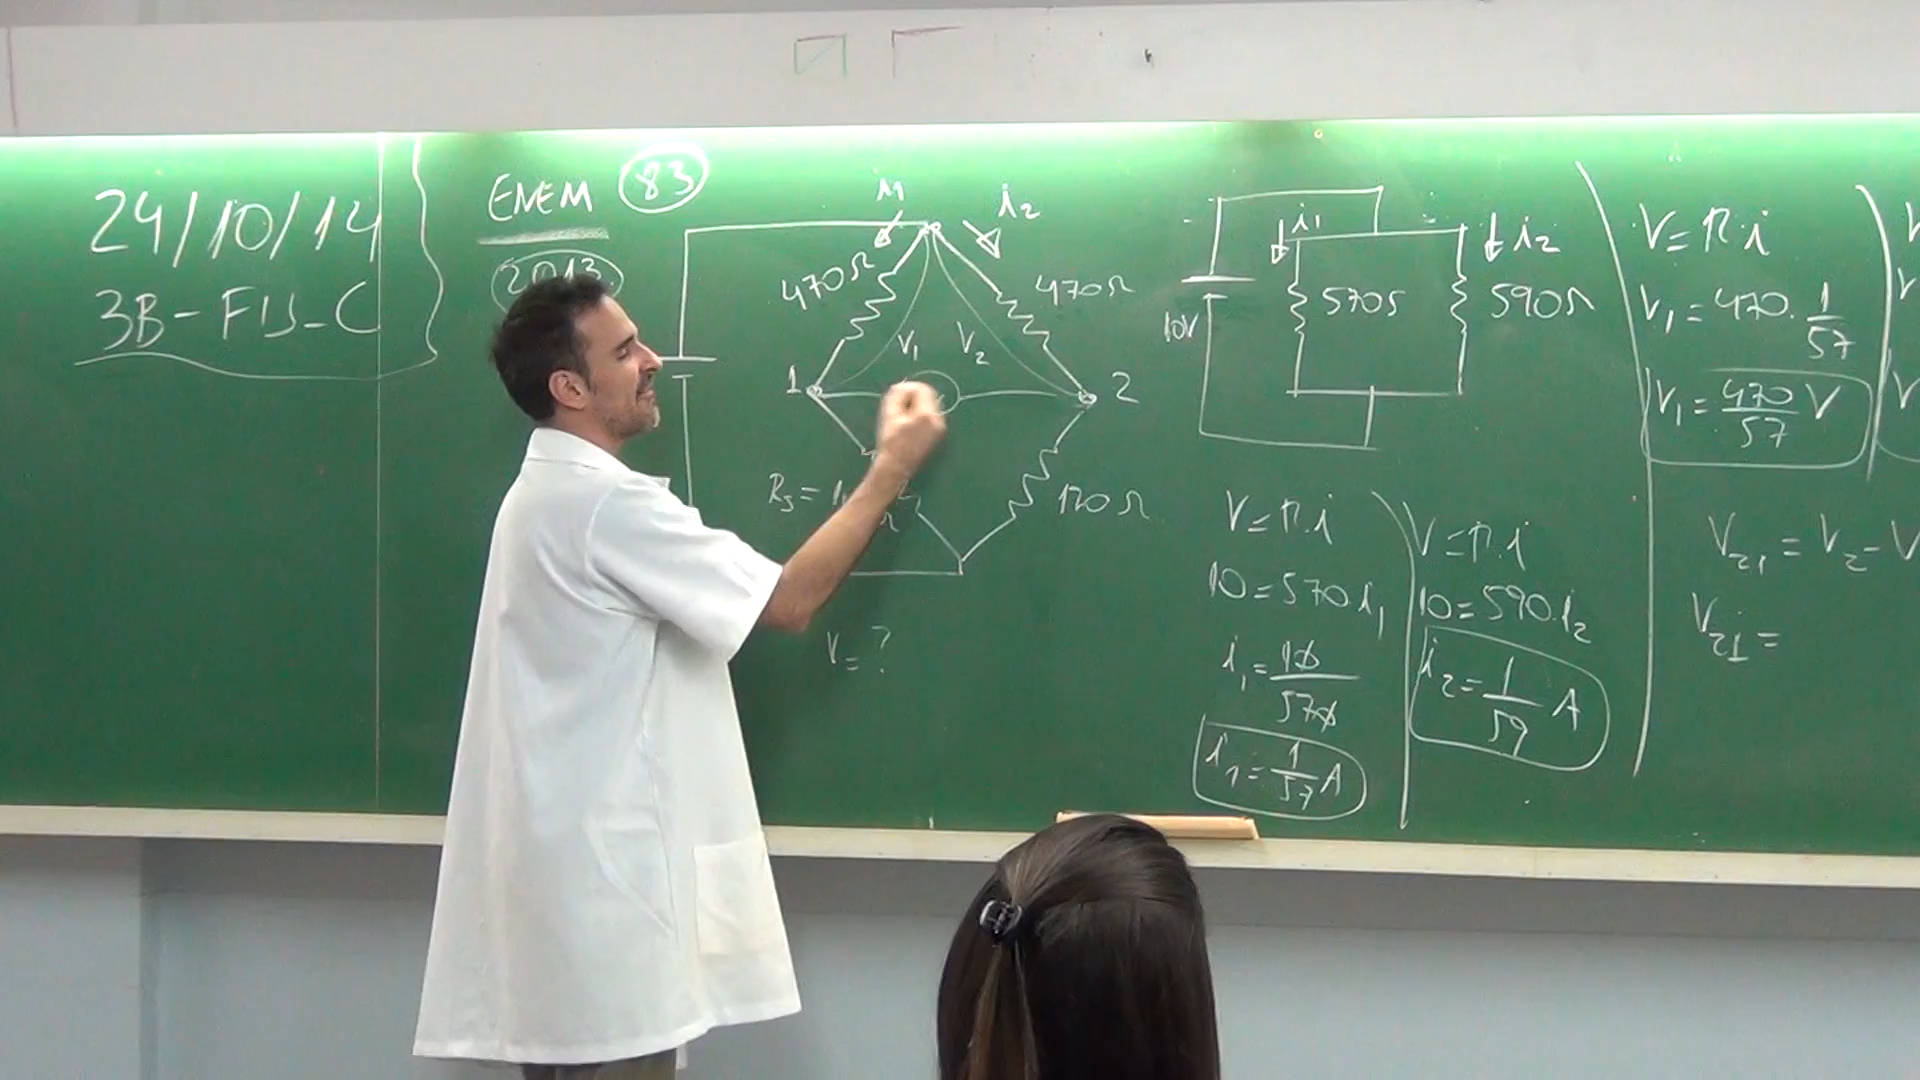 24/10/14
3B-FIS-C
ENEM 83
2013
i1
i2
470Ω
470Ω
V1
V2
1
2
120Ω
V=?
10V
i1
i2
570Ω
590Ω
V=R.i
10=570.i1
i1=10/570
i1=1/57 A
V=R.i
10=590.i2
i2=1/59 A
V=R.i
V1=470.1/57
V1=470/57 V
V21=V2-V
V21=